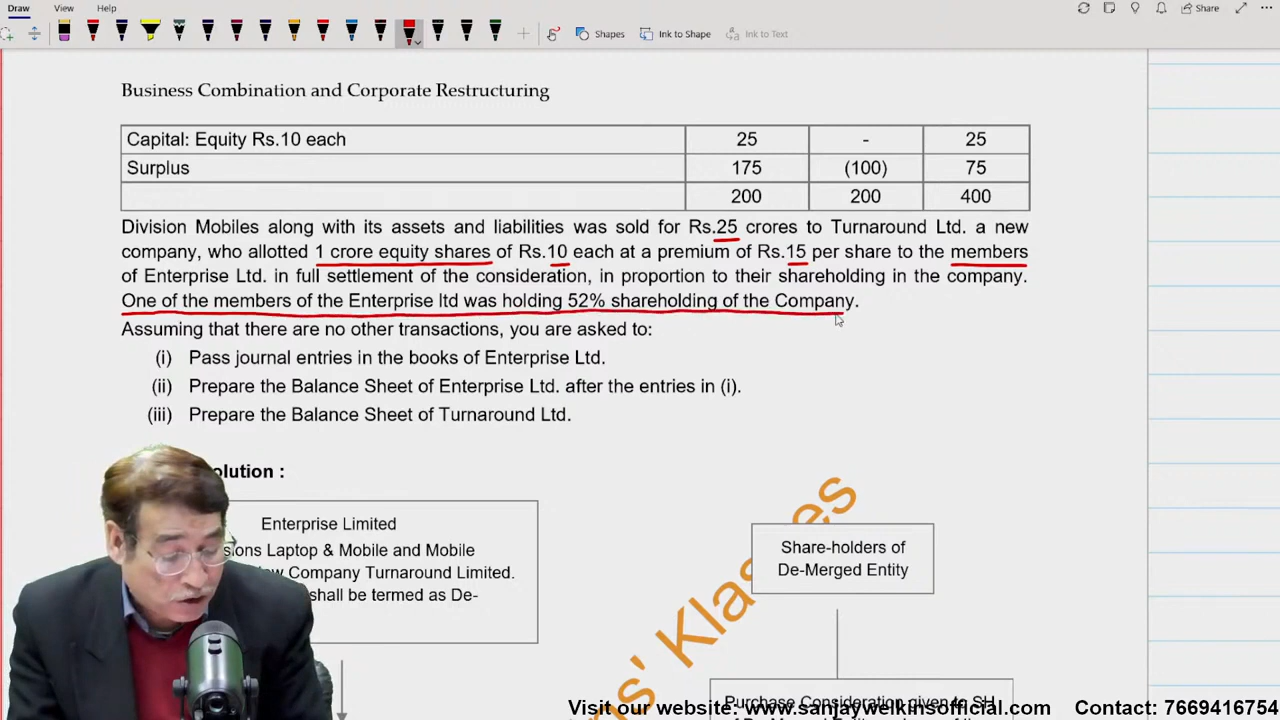 Draw View Help
Share
Shapes Ink to Shape Ink to Text
Business Combination and Corporate Restructuring
Capital: Equity Rs.10 each 25 - 25
Surplus 175 (100) 75
200 200 400
Division Mobiles along with its assets and liabilities was sold for Rs.25 crores to Turnaround Ltd. a new
company, who allotted 1 crore equity shares of Rs.10 each at a premium of Rs.15 per share to the members
of Enterprise Ltd. in full settlement of the consideration, in proportion to their shareholding in the company.
One of the members of the Enterprise ltd was holding 52% shareholding of the Company.
Assuming that there are no other transactions, you are asked to:
(i) Pass journal entries in the books of Enterprise Ltd.
(ii) Prepare the Balance Sheet of Enterprise Ltd. after the entries in (i).
(iii) Prepare the Balance Sheet of Turnaround Ltd.
olution :
Enterprise Limited
sions Laptop & Mobile and Mobile
Company Turnaround Limited.
shall be termed as De-
Share-holders of
De-Merged Entity
Purchase Consideration given to SH
Klasses
Visit our website: www.sanjaywelkinsofficial.com Contact: 7669416754